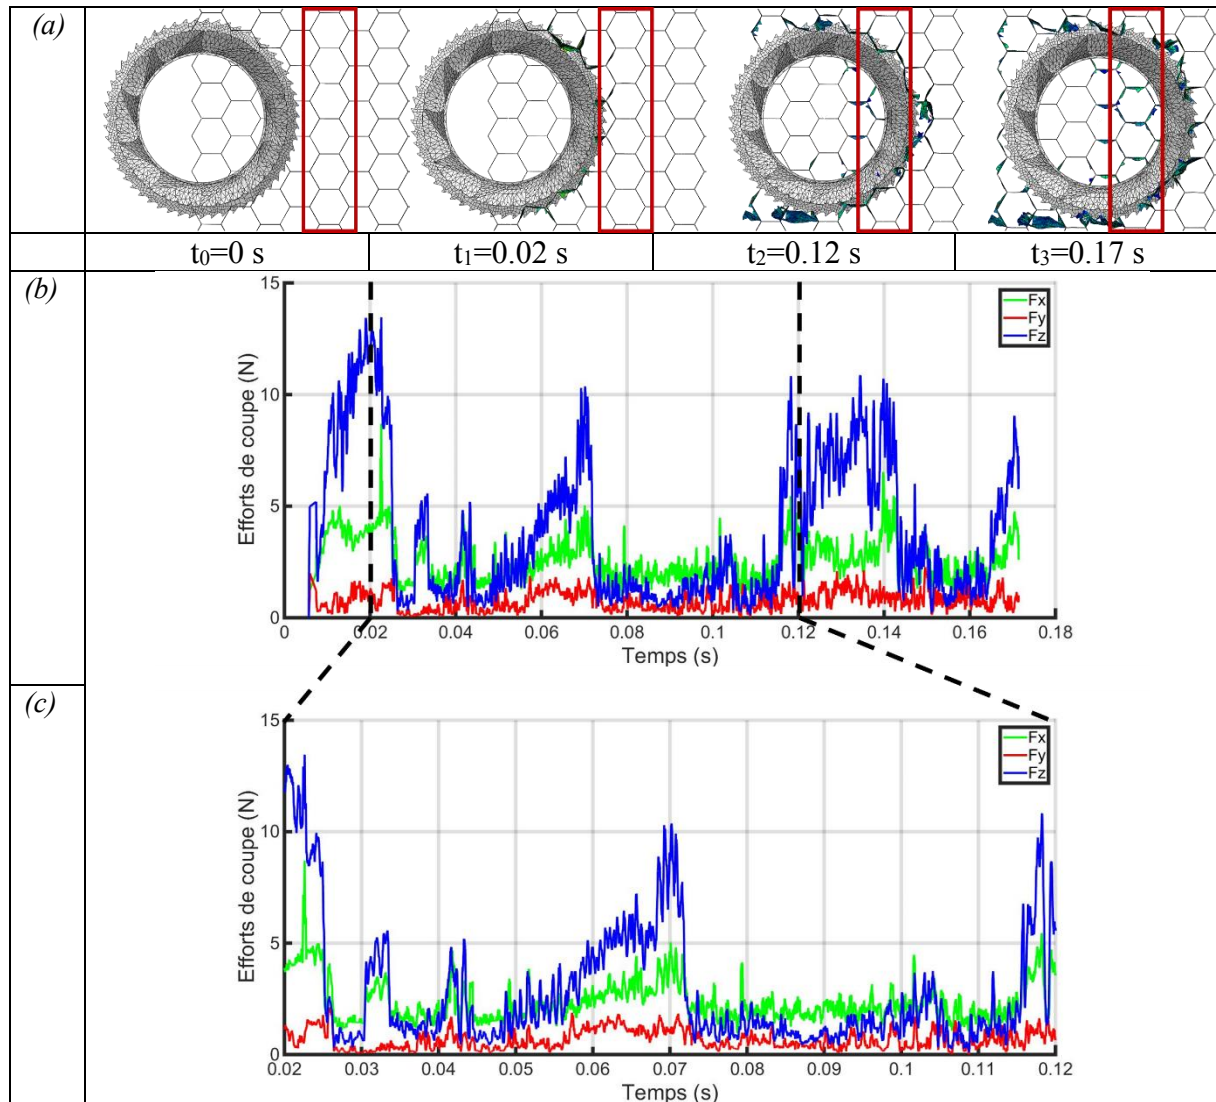 (a)
t₀=0 s t₁=0.02 s t₂=0.12 s t₃=0.17 s
(b)
15
10
5
0
Efforts de coupe (N)
Fx
Fy
Fz
0 0.02 0.04 0.06 0.08 0.1 0.12 0.14 0.16 0.18
Temps (s)
(c)
15
10
5
0
Efforts de coupe (N)
Fx
Fy
Fz
0.02 0.03 0.04 0.05 0.06 0.07 0.08 0.09 0.1 0.11 0.12
Temps (s)